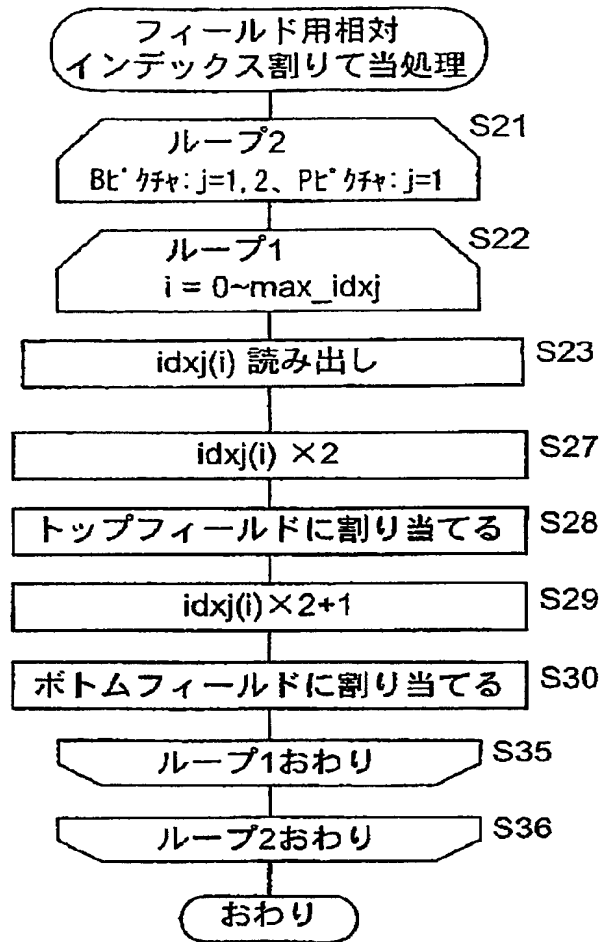 フィールド用相対
インデックス割りて当処理
ループ2
S21
Bピクチャ:j=1,2、Pピクチャ:j=1
ループ1
S22
i = 0~max_idxj
idxj(i) 読み出し
S23
idxj(i) ×2
S27
トップフィールドに割り当てる
S28
idxj(i)×2+1
S29
ボトムフィールドに割り当てる
S30
ループ1おわり
S35
ループ2おわり
S36
おわり